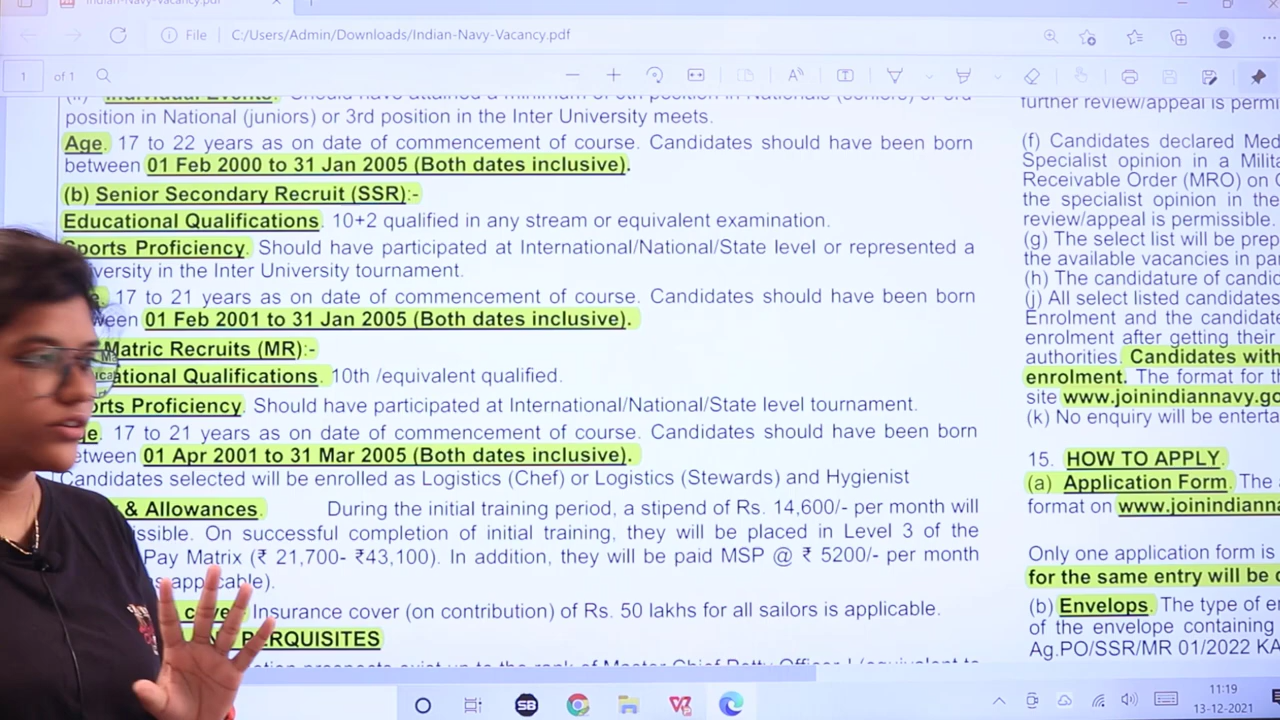 Indian-Navy-Vacancy.pdf
File C:/Users/Admin/Downloads/Indian-Navy-Vacancy.pdf
1 of 1
Individual Events.
position in National (juniors) or 3rd position in the Inter University meets.
Age. 17 to 22 years as on date of commencement of course. Candidates should have been born
between 01 Feb 2000 to 31 Jan 2005 (Both dates inclusive).
(b) Senior Secondary Recruit (SSR):-
Educational Qualifications. 10+2 qualified in any stream or equivalent examination.
Sports Proficiency. Should have participated at International/National/State level or represented a
versity in the Inter University tournament.
17 to 21 years as on date of commencement of course. Candidates should have been born
ween 01 Feb 2001 to 31 Jan 2005 (Both dates inclusive).
Matric Recruits (MR):-
ational Qualifications. 10th /equivalent qualified.
orts Proficiency. Should have participated at International/National/State level tournament.
ge. 17 to 21 years as on date of commencement of course. Candidates should have been born
etween 01 Apr 2001 to 31 Mar 2005 (Both dates inclusive).
Candidates selected will be enrolled as Logistics (Chef) or Logistics (Stewards) and Hygienist
& Allowances. During the initial training period, a stipend of Rs. 14,600/- per month will
issible. On successful completion of initial training, they will be placed in Level 3 of the
Pay Matrix (₹ 21,700- ₹43,100). In addition, they will be paid MSP @ ₹ 5200/- per month
as applicable).
cover Insurance cover (on contribution) of Rs. 50 lakhs for all sailors is applicable.
PERQUISITES
further review/appeal is permi
(f) Candidates declared Med
Specialist opinion in a Milita
Receivable Order (MRO) on G
the specialist opinion in the
review/appeal is permissible.
(g) The select list will be prep
the available vacancies in par
(h) The candidature of candid
(j) All select listed candidates
Enrolment and the candidate
enrolment after getting their
authorities. Candidates with
enrolment. The format for th
site www.joinindiannavy.go
(k) No enquiry will be enterta
15. HOW TO APPLY.
(a) Application Form. The a
format on www.joinindianna
Only one application form is
for the same entry will be c
(b) Envelops. The type of en
of the envelope containing
Ag.PO/SSR/MR 01/2022 KA
SB
11:19
13-12-2021